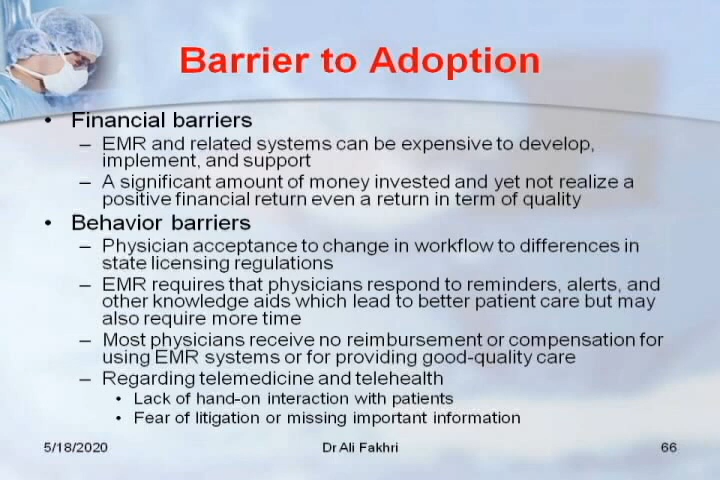 Barrier to Adoption
• Financial barriers
– EMR and related systems can be expensive to develop,
implement, and support
– A significant amount of money invested and yet not realize a
positive financial return even a return in term of quality
• Behavior barriers
– Physician acceptance to change in workflow to differences in
state licensing regulations
– EMR requires that physicians respond to reminders, alerts, and
other knowledge aids which lead to better patient care but may
also require more time
– Most physicians receive no reimbursement or compensation for
using EMR systems or for providing good-quality care
– Regarding telemedicine and telehealth
• Lack of hand-on interaction with patients
• Fear of litigation or missing important information
5/18/2020 Dr Ali Fakhri 66